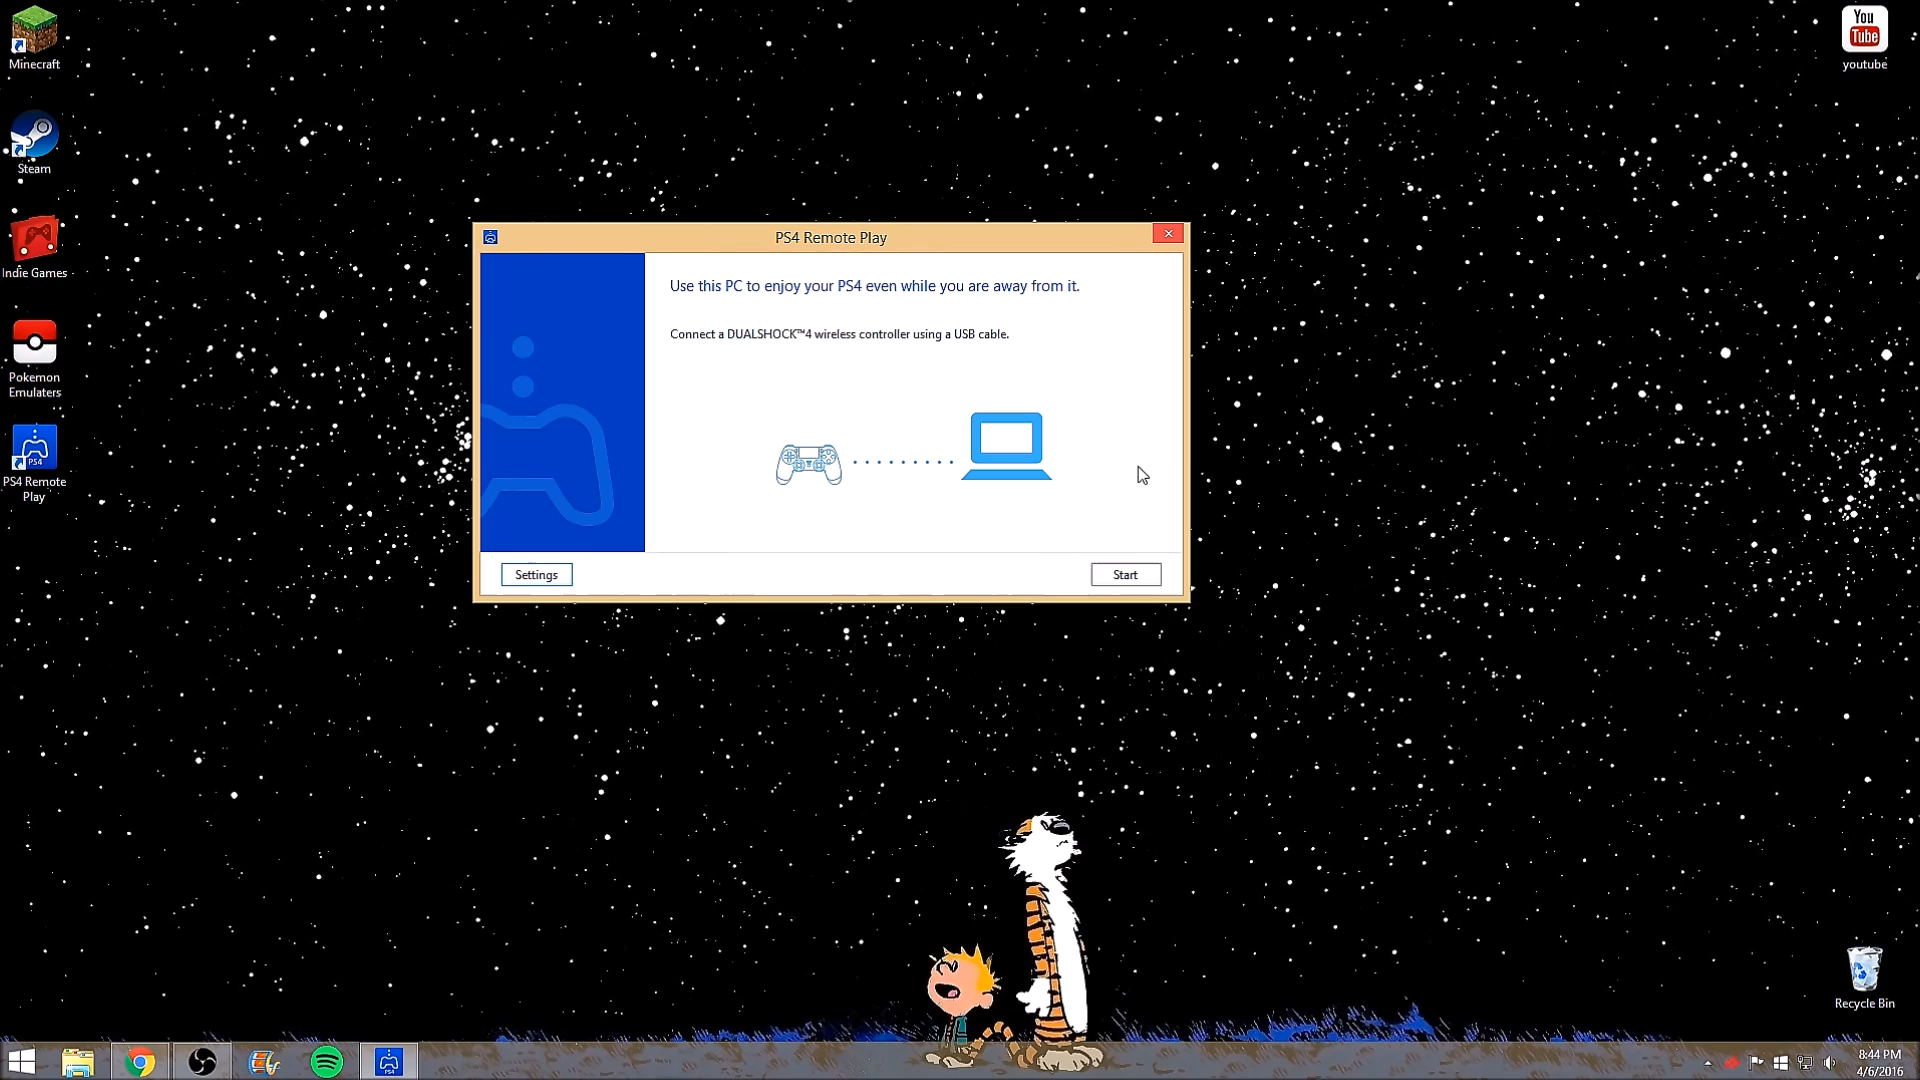 Minecraft
Steam
Indie Games
Pokemon
Emulaters
PS4
PS4 Remote
Play
You
Tube
youtube
PS4 Remote Play
Use this PC to enjoy your PS4 even while you are away from it.
Connect a DUALSHOCK™4 wireless controller using a USB cable.
Settings
Start
Recycle Bin
PS4
8:44 PM
4/6/2016